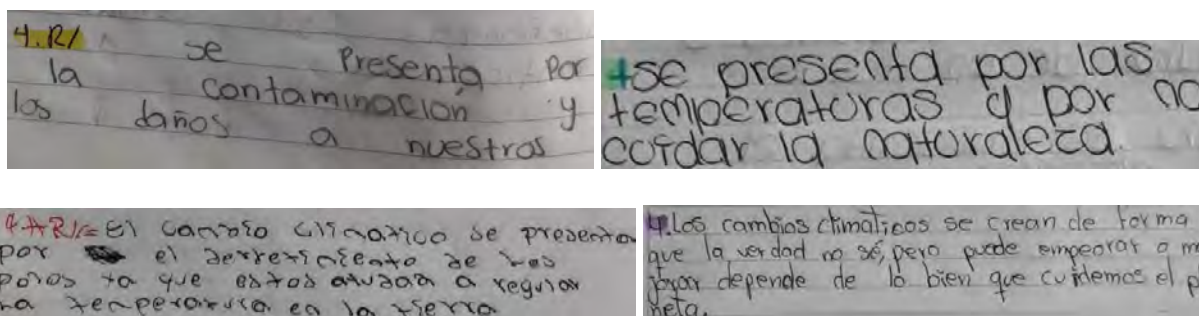 4.R/ se Presenta Por
la contaminación y
los daños a nuestros
+se presenta por las
temperaturas y por no
coidar la naturaleza.
El cambio climatico se presenta
por el derretimiento de los
polos ya que estos ayudan a regular
la temperatura en la tierra
4.Los cambios climaticos se crean de forma
que la verdad no sé, pero puede empeorar o me
jorar depende de lo bien que cuidemos el p
neta.